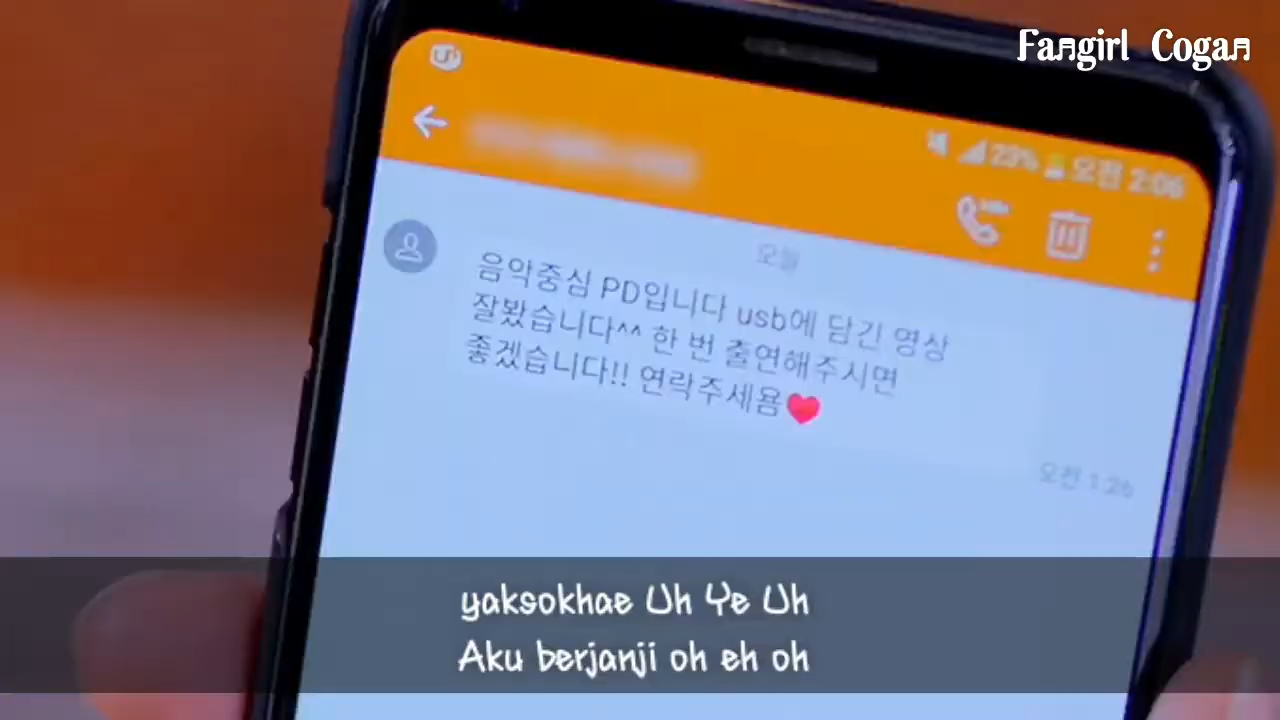 Fangirl Cogan
23% 오전 2:06
오늘
음악중심 PD입니다 usb에 담긴 영상
잘봤습니다^^ 한 번 출연해주시면
좋겠습니다!! 연락주세욤❤️
오전 1:26
yaksokhae Uh Ye Uh
Aku berjanji oh eh oh